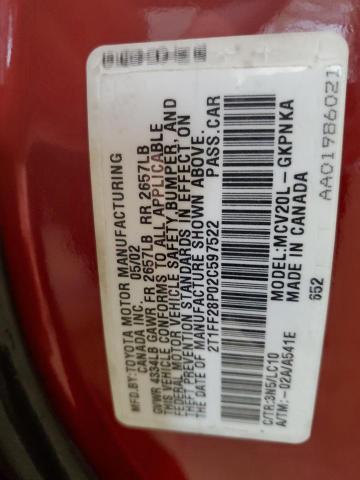 MFD.BY:TOYOTA MOTOR MANUFACTURING
CANADA INC. 05/02
GVWR 4334LB GAWR FR 2657LB RR 2657LB
THIS VEHICLE CONFORMS TO ALL APPLICABLE
FEDERAL MOTOR VEHICLE SAFETY,BUMPER, AND
THEFT PREVENTION STANDARDS IN EFFECT ON
THE DATE OF MANUFACTURE SHOWN ABOVE.
2T1FF28P02C597522 PASS.CAR
C/TR:3N5/LC10 MODEL:MCV20L-GKPNKA
A/TM:-02A/A541E MADE IN CANADA
652
AA01986021